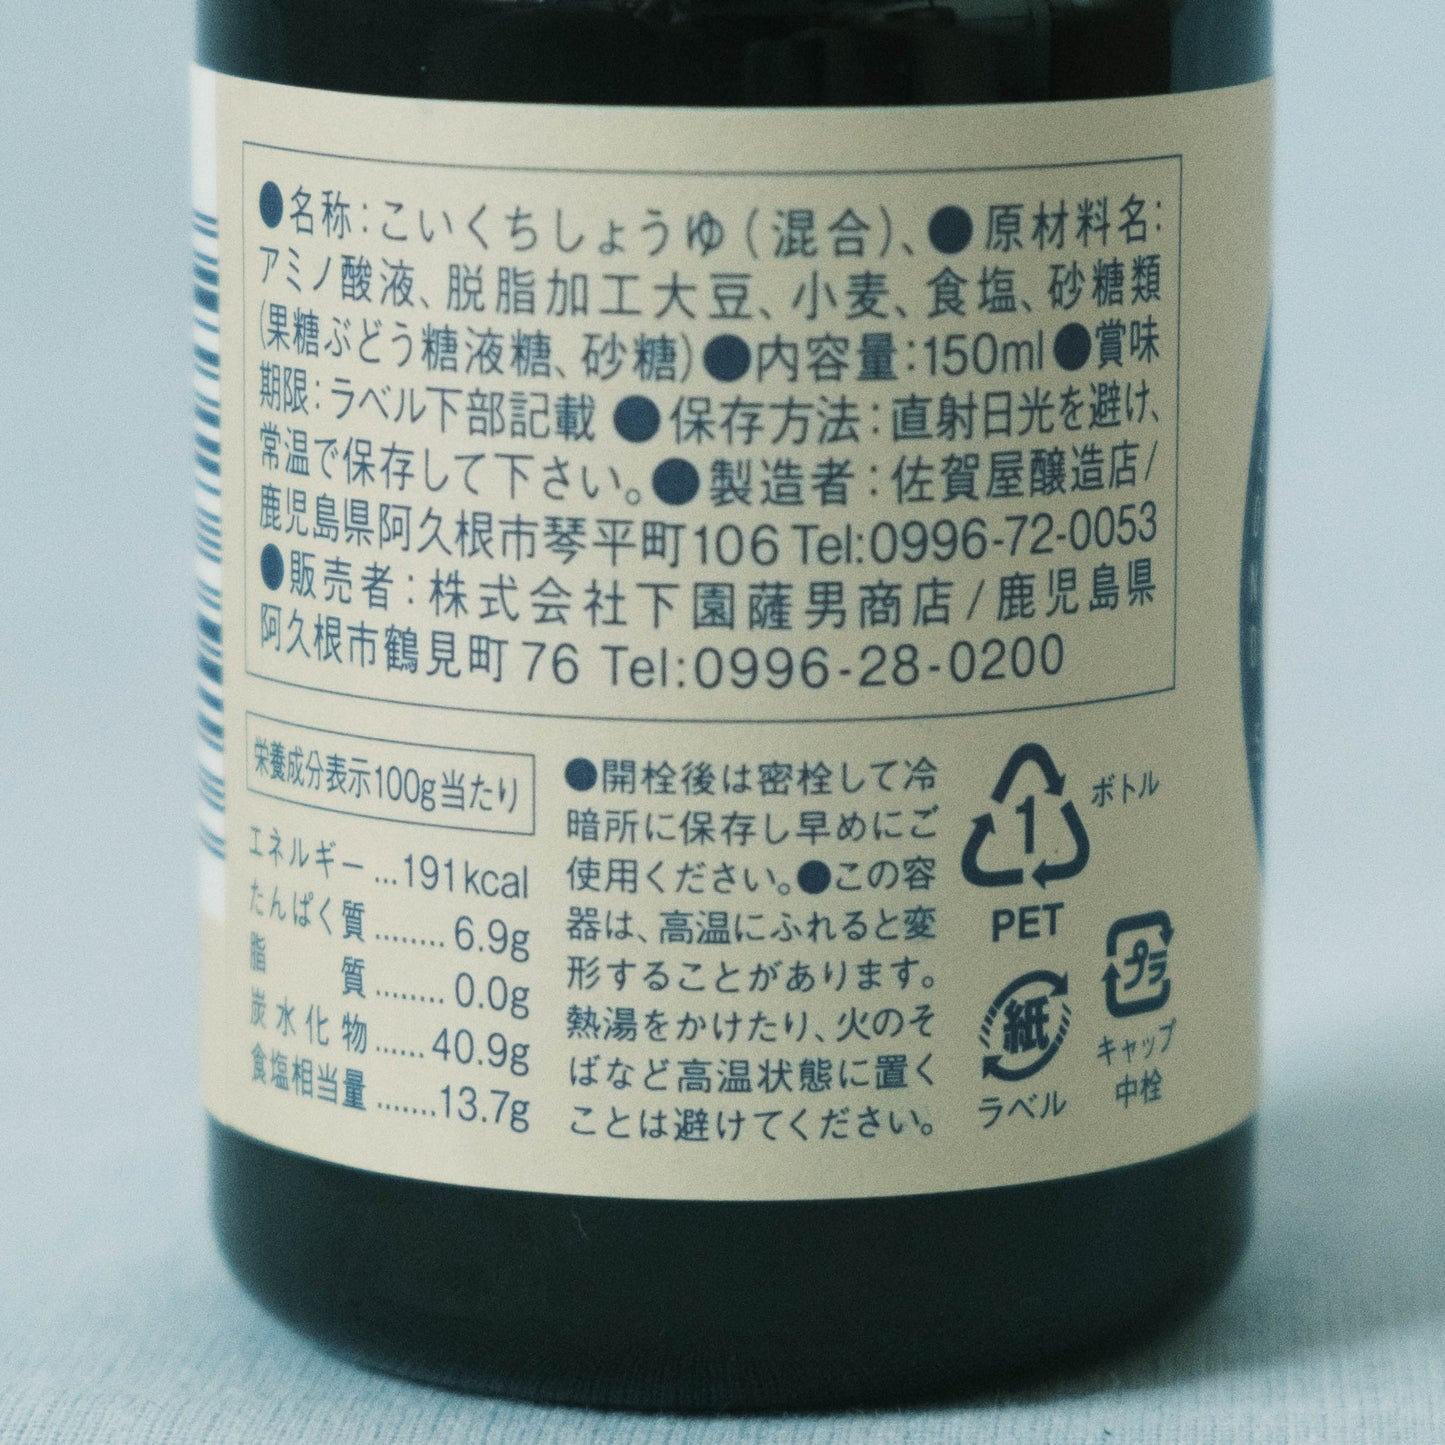 ●名称：こいくちしょうゆ（混合）、●原材料名：
アミノ酸液、脱脂加工大豆、小麦、食塩、砂糖類
(果糖ぶどう糖液糖、砂糖)●内容量：150ml●賞味
期限：ラベル下部記載 ●保存方法：直射日光を避け、
常温で保存して下さい。●製造者：佐賀屋醸造店/
鹿児島県阿久根市琴平町106 Tel:0996-72-0053
●販売者：株式会社下園薩男商店/鹿児島県
阿久根市鶴見町76 Tel:0996-28-0200
栄養成分表示100g当たり
エネルギー...191kcal
たんぱく質........6.9g
脂　　質........0.0g
炭水化物......40.9g
食塩相当量.......13.7g
●開栓後は密栓して冷
暗所に保存し早めにご
使用ください。●この容
器は、高温にふれると変
形することがあります。
熱湯をかけたり、火のそ
ばなど高温状態に置く
ことは避けてください。
1
ボトル
PET
プラ
キャップ
中栓
紙
ラベル